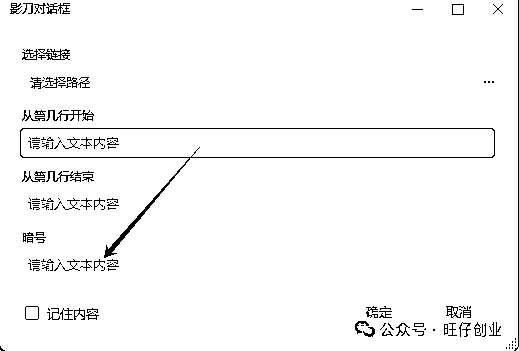 影刀对话框
选择链接
请选择路径
从第几行开始
请输入文本内容
从第几行结束
请输入文本内容
暗号
请输入文本内容
记住内容
确定
取消
公众号·旺仔创业